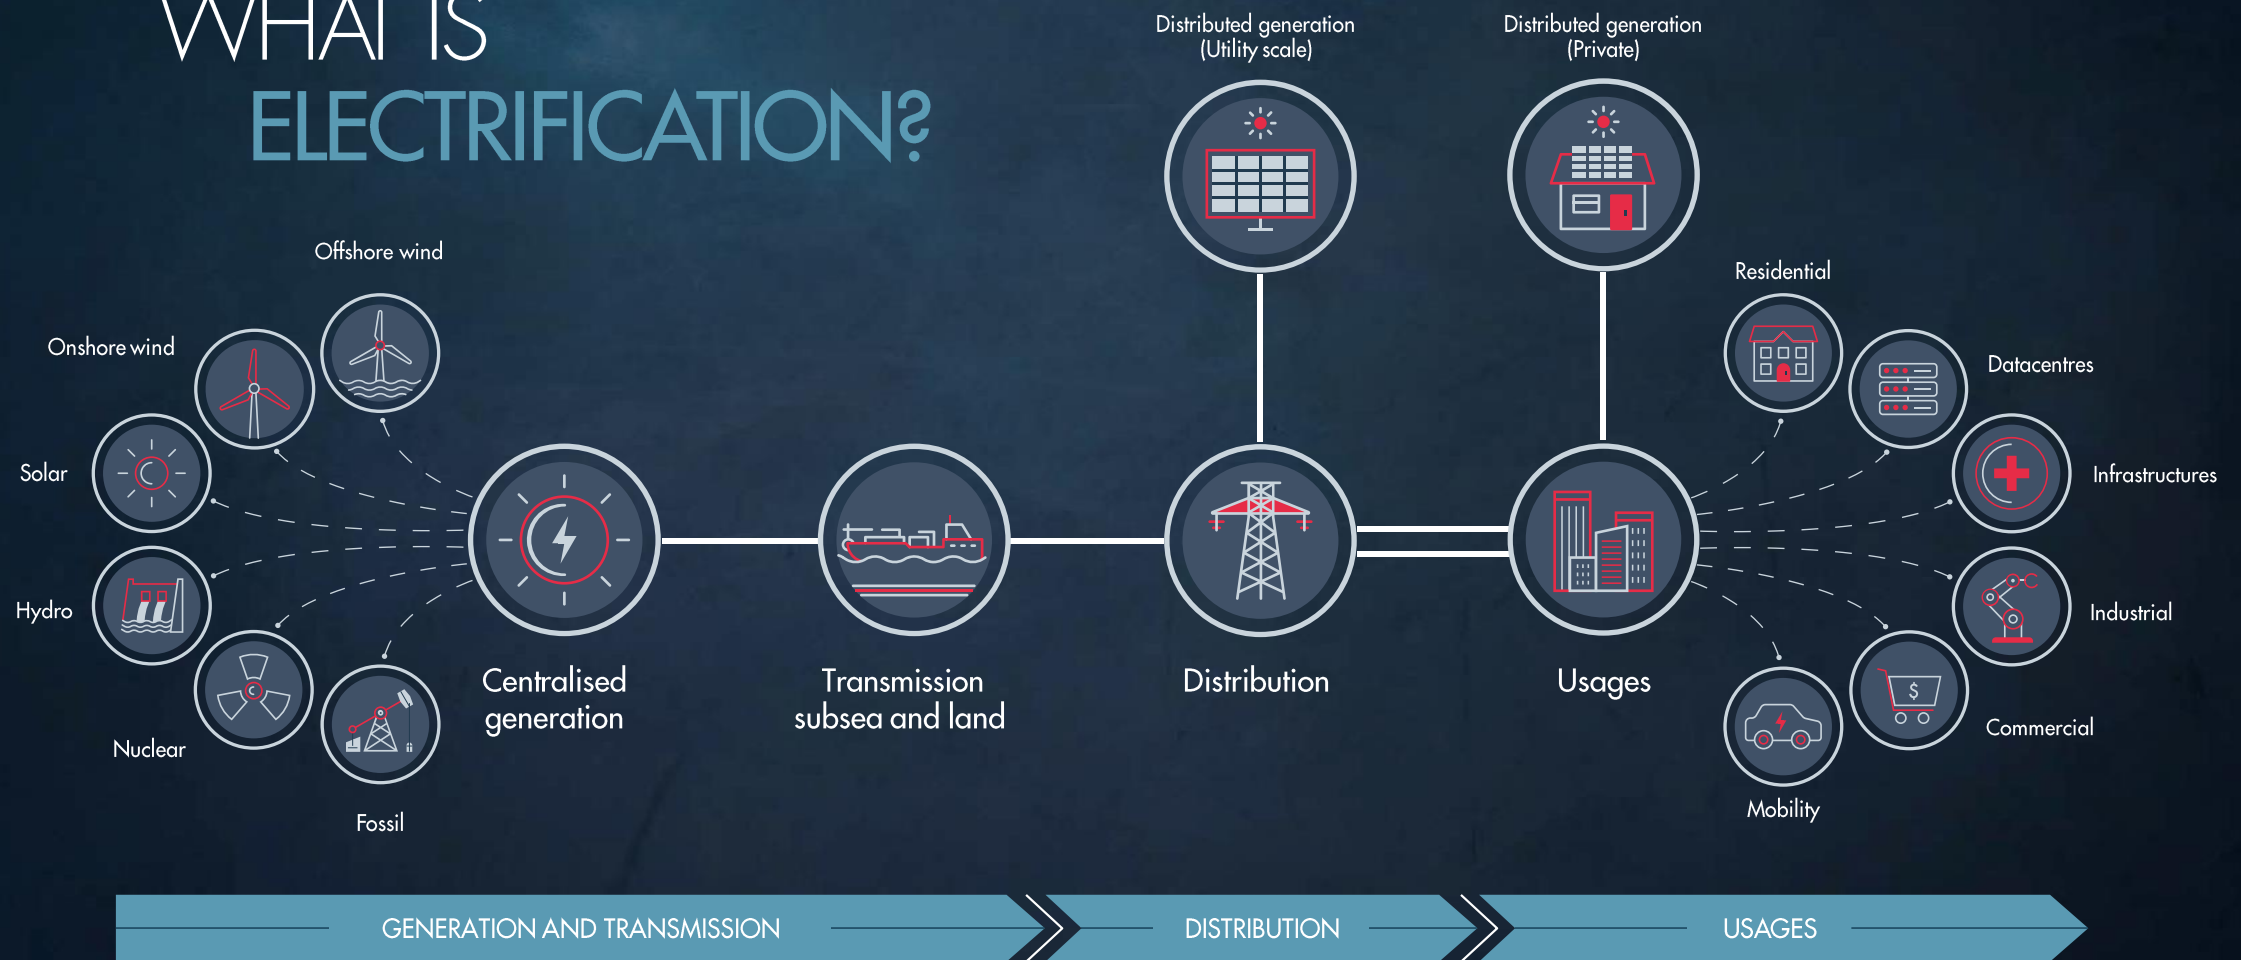 WHAT IS
ELECTRIFICATION?
Distributed generation
(Utility scale)
Distributed generation
(Private)
Offshore wind
Onshore wind
Solar
Hydro
Nuclear
Fossil
Centralised
generation
Transmission
subsea and land
Distribution
Usages
Residential
Datacentres
Infrastructures
Industrial
Commercial
Mobility
$
GENERATION AND TRANSMISSION
DISTRIBUTION
USAGES